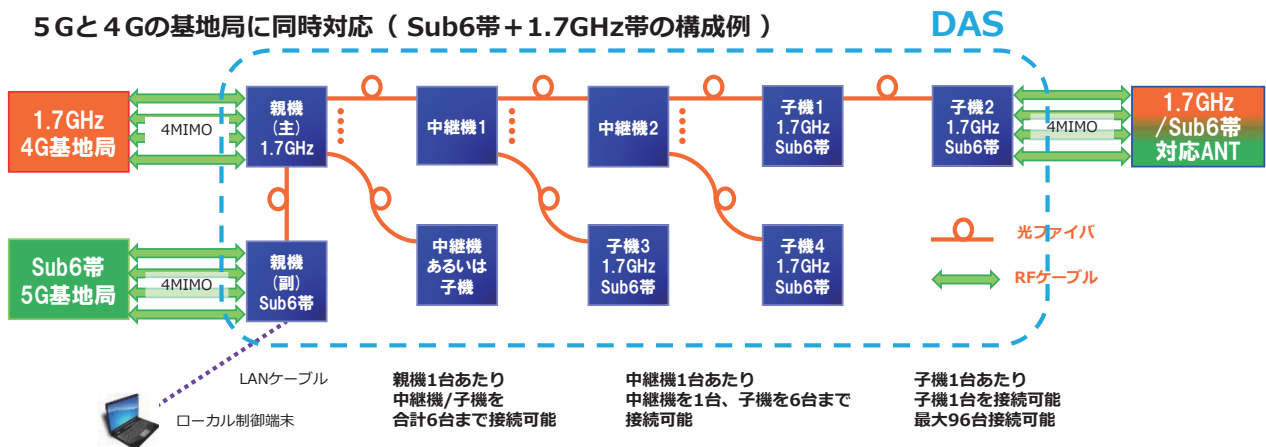 ５Gと４Gの基地局に同時対応（ Sub6帯＋1.7GHz帯の構成例 ）
DAS
1.7GHz
4G基地局
4MIMO
親機
(主)
1.7GHz
中継機1
中継機2
子機1
1.7GHz
Sub6帯
子機2
1.7GHz
Sub6帯
4MIMO
1.7GHz
/Sub6帯
対応ANT
Sub6帯
5G基地局
4MIMO
親機
(副)
Sub6帯
中継機
あるいは
子機
子機3
1.7GHz
Sub6帯
子機4
1.7GHz
Sub6帯
光ファイバ
RFケーブル
LANケーブル
ローカル制御端末
親機1台あたり
中継機/子機を
合計6台まで接続可能
中継機1台あたり
中継機を1台、子機を6台まで
接続可能
子機1台あたり
子機1台を接続可能
最大96台接続可能